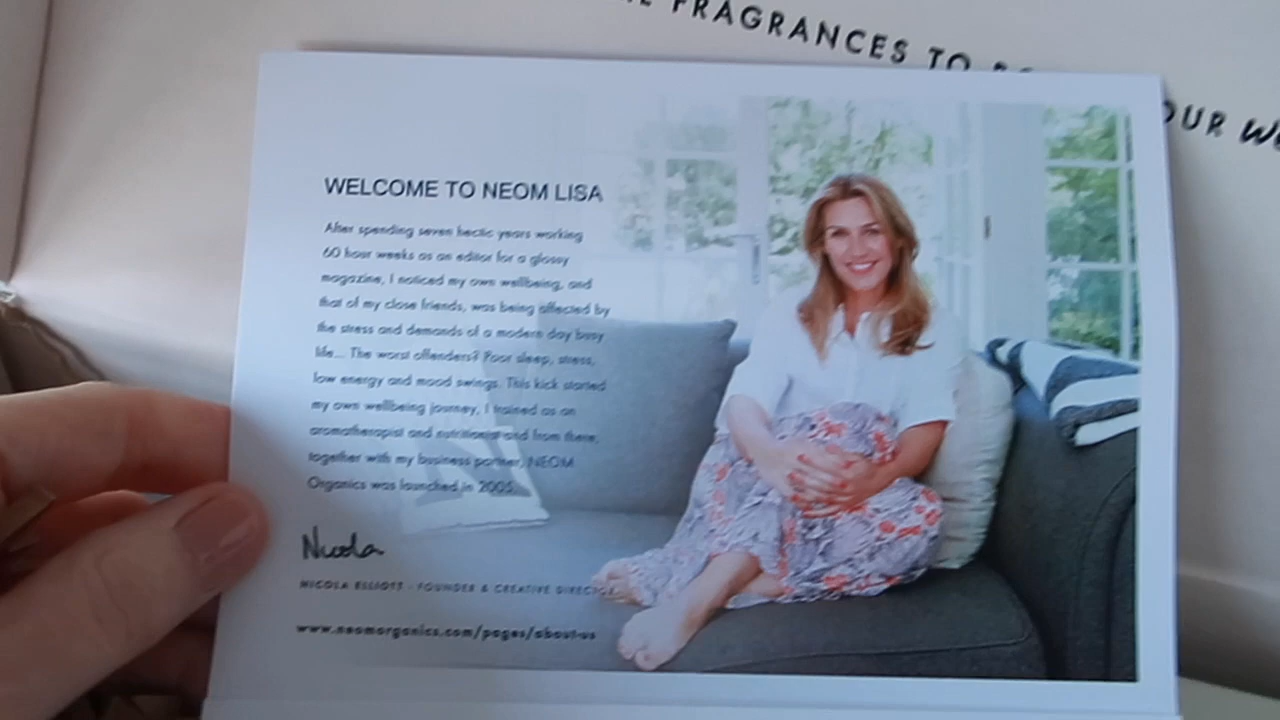 FRAGRANCES TO
OUR
WELCOME TO NEOM LISA
After spending seven hectic years working
60 hour weeks as an editor for a glossy
magazine, I noticed my own wellbeing, and
that of my close friends, was being affected by
the stress and demands of a modern day busy
life... The worst offenders? Poor sleep, stress,
low energy and mood swings. This kick started
my own wellbeing journey, I trained as an
aromatherapist and nutritionist and from there,
together with my business partner, NEOM
Organics was launched in 2005.
Nicola
NICOLA ELLIOTT - FOUNDER & CREATIVE DIRECTOR
www.neomorganics.com/pages/about-us